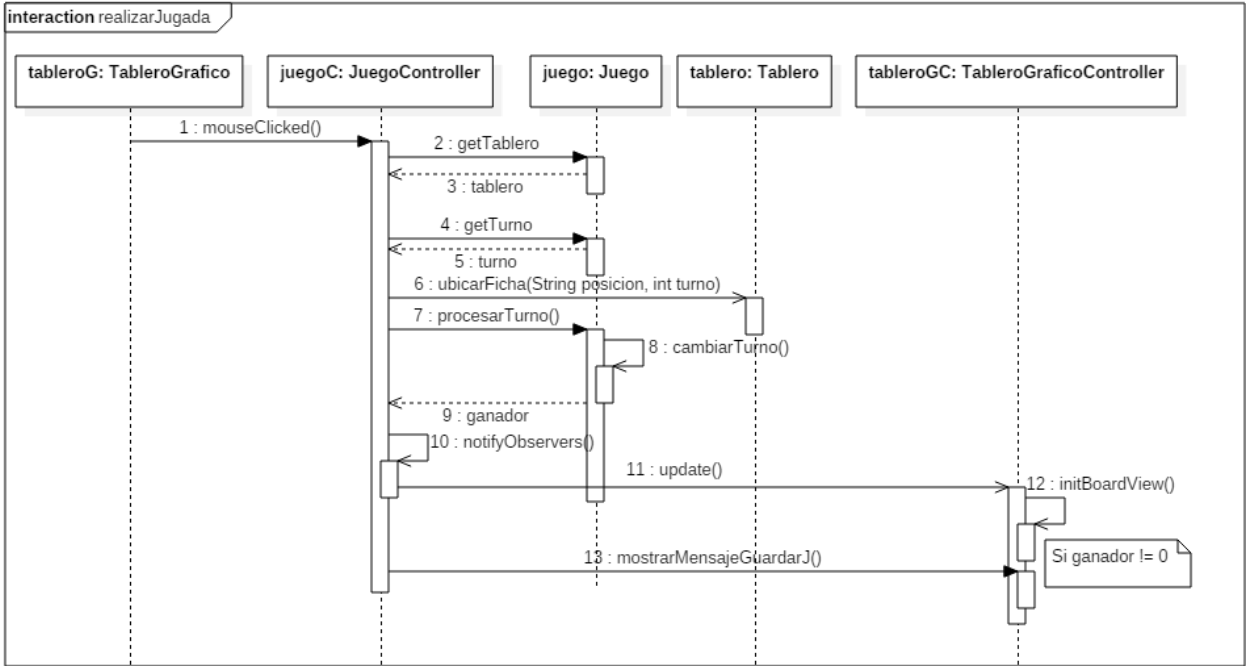 interaction realizarJugada
tableroG: TableroGrafico
juegoC: JuegoController
juego: Juego
tablero: Tablero
tableroGC: TableroGraficoController
1 : mouseClicked()
2 : getTablero
3 : tablero
4 : getTurno
5 : turno
6 : ubicarFicha(String posicion, int turno)
7 : procesarTurno()
8 : cambiarTurno()
9 : ganador
10 : notifyObservers()
11 : update()
12 : initBoardView()
13 : mostrarMensajeGuardarJ()
Si ganador != 0